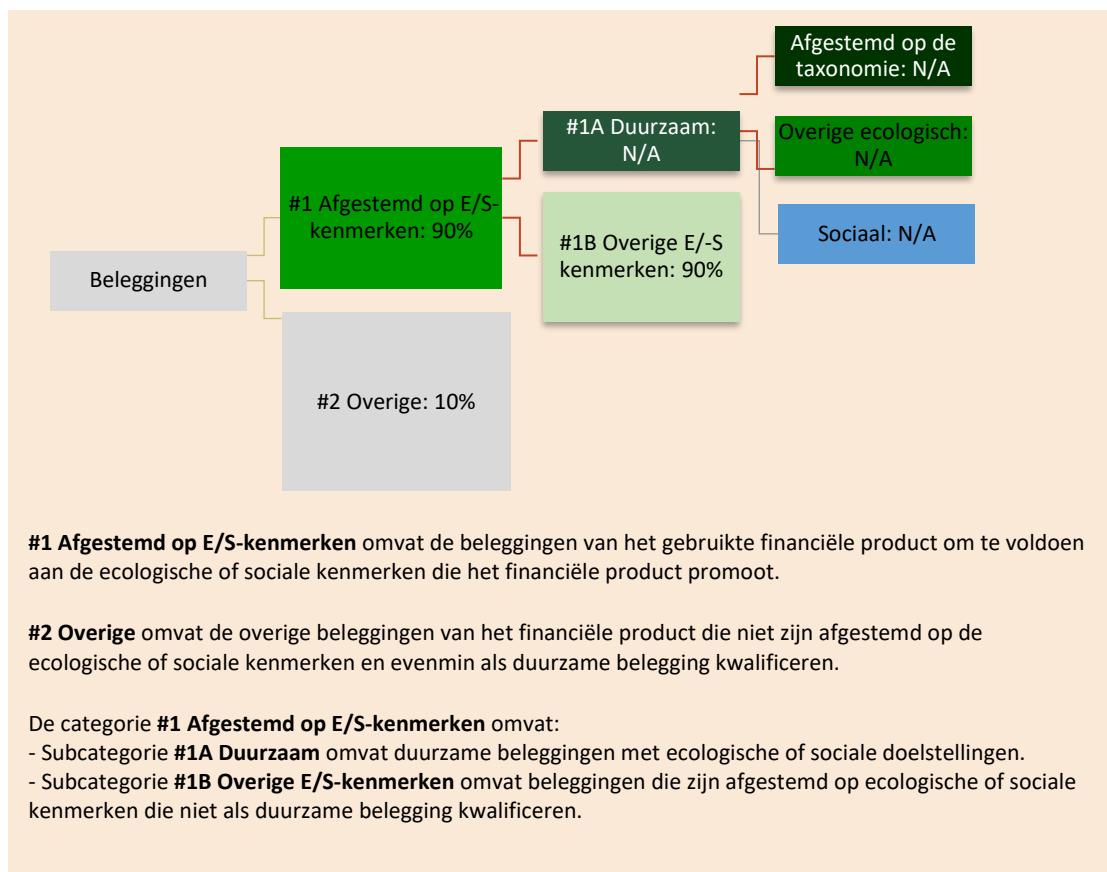 Afgestemd op de
taxonomie: N/A
#1A Duurzaam:
N/A
Overige ecologisch:
N/A
#1 Afgestemd op E/S-
kenmerken: 90%
#1B Overige E/-S
kenmerken: 90%
Sociaal: N/A
Beleggingen
#2 Overige: 10%
#1 Afgestemd op E/S-kenmerken omvat de beleggingen van het gebruikte financiële product om te voldoen
aan de ecologische of sociale kenmerken die het financiële product promoot.
#2 Overige omvat de overige beleggingen van het financiële product die niet zijn afgestemd op de
ecologische of sociale kenmerken en evenmin als duurzame belegging kwalificeren.
De categorie #1 Afgestemd op E/S-kenmerken omvat:
- Subcategorie #1A Duurzaam omvat duurzame beleggingen met ecologische of sociale doelstellingen.
- Subcategorie #1B Overige E/S-kenmerken omvat beleggingen die zijn afgestemd op ecologische of sociale
kenmerken die niet als duurzame belegging kwalificeren.